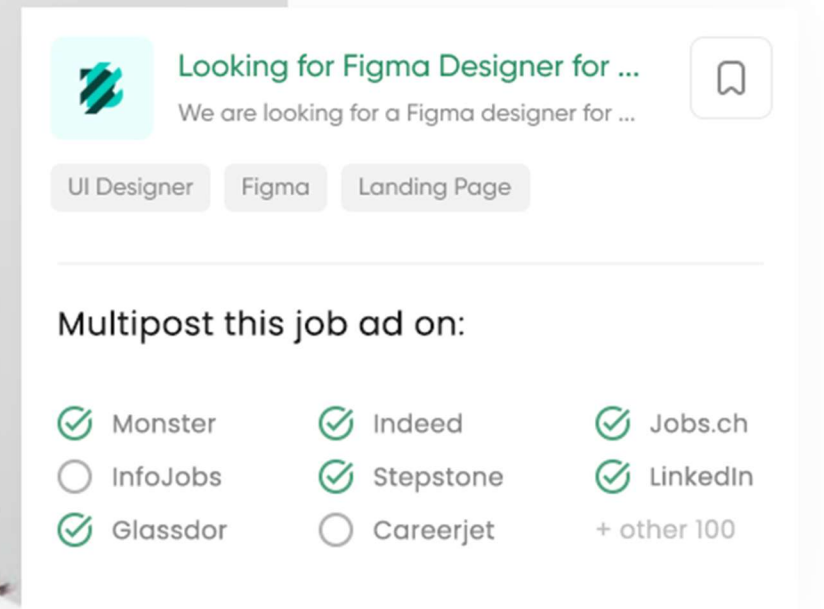 Looking for Figma Designer for ...
We are looking for a Figma designer for ...
UI Designer Figma Landing Page
Multipost this job ad on:
Monster Indeed Jobs.ch
InfoJobs Stepstone LinkedIn
Glassdor Careerjet + other 100